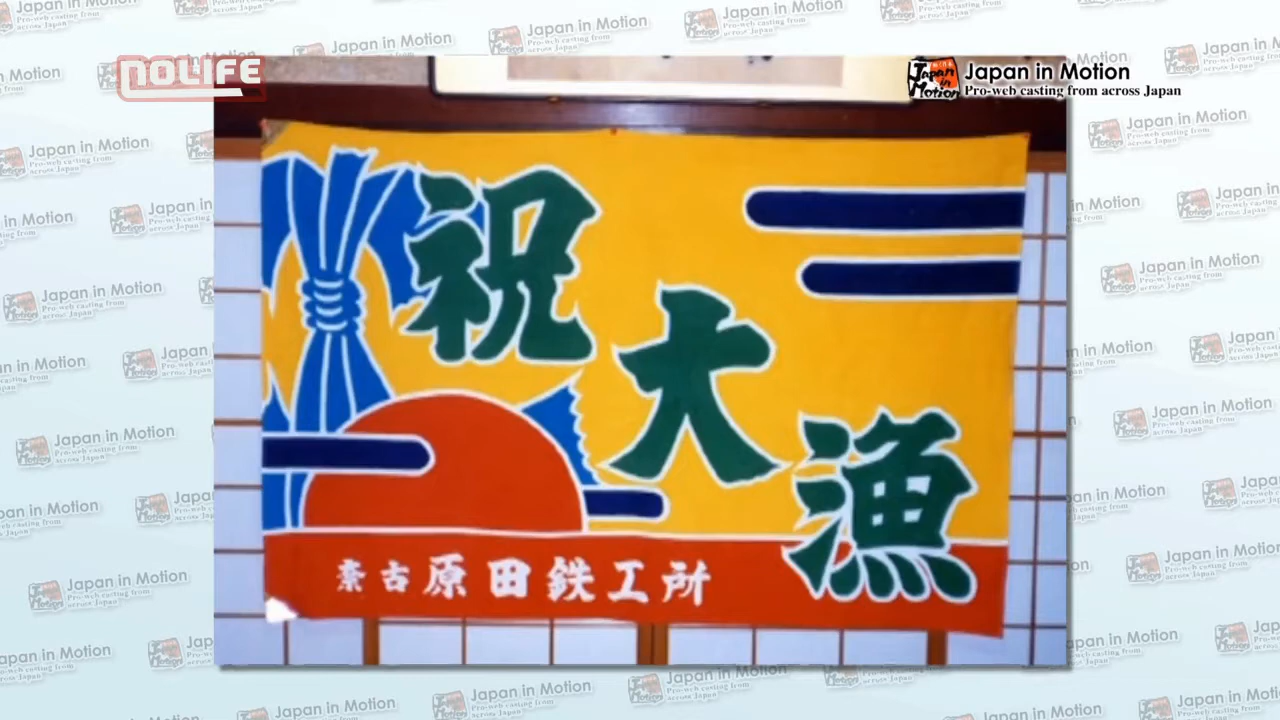 NOLIFE
Japan in Motion
Pro-web casting from across Japan
祝大漁
奈古 原田鉄工所